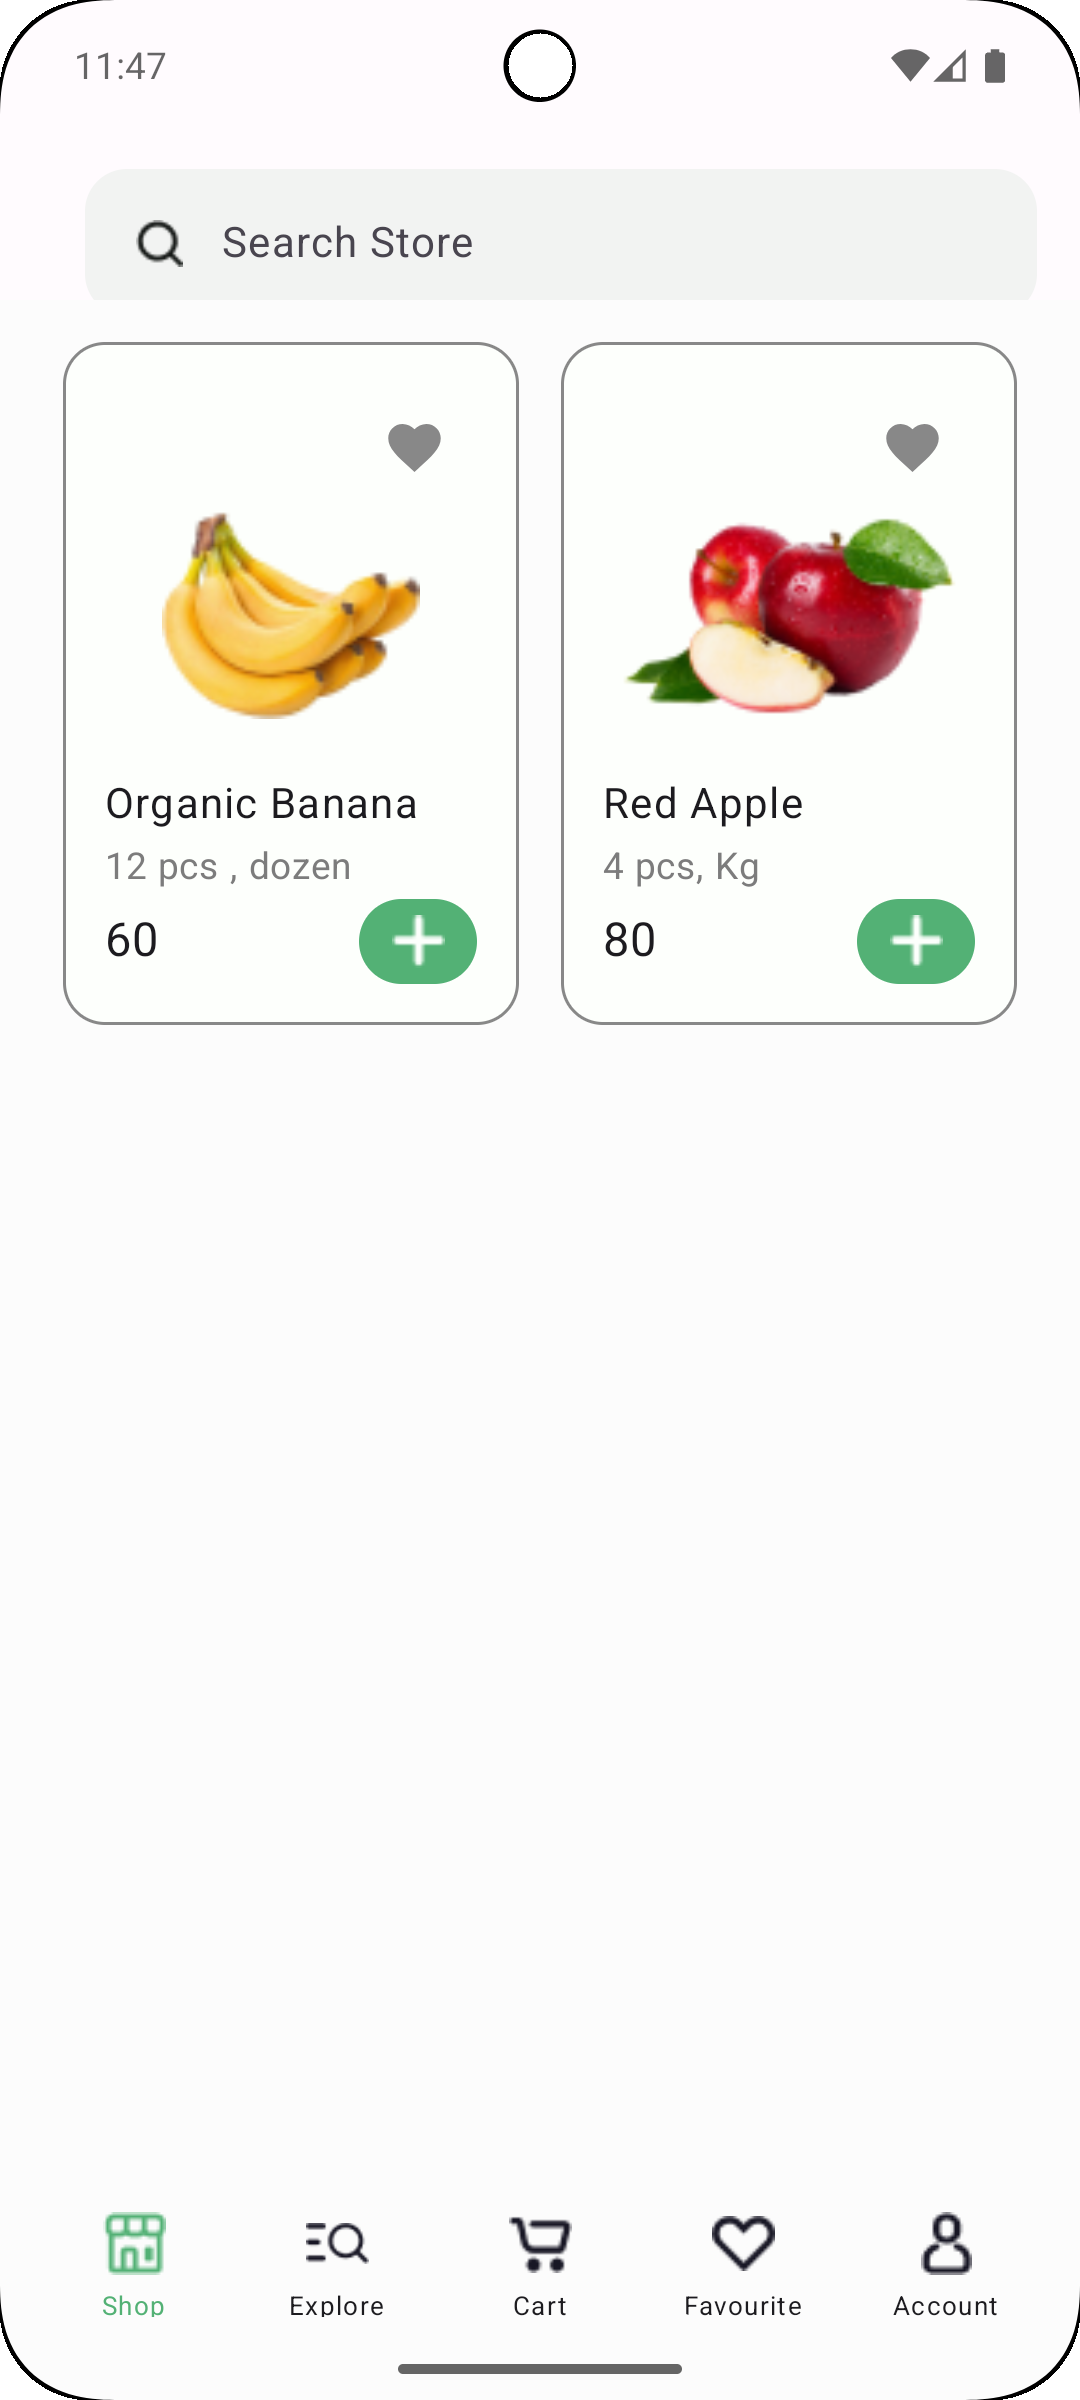 11:47
Search Store
Organic Banana
12 pcs , dozen
60
Red Apple
4 pcs, Kg
80
Shop
Explore
Cart
Favourite
Account